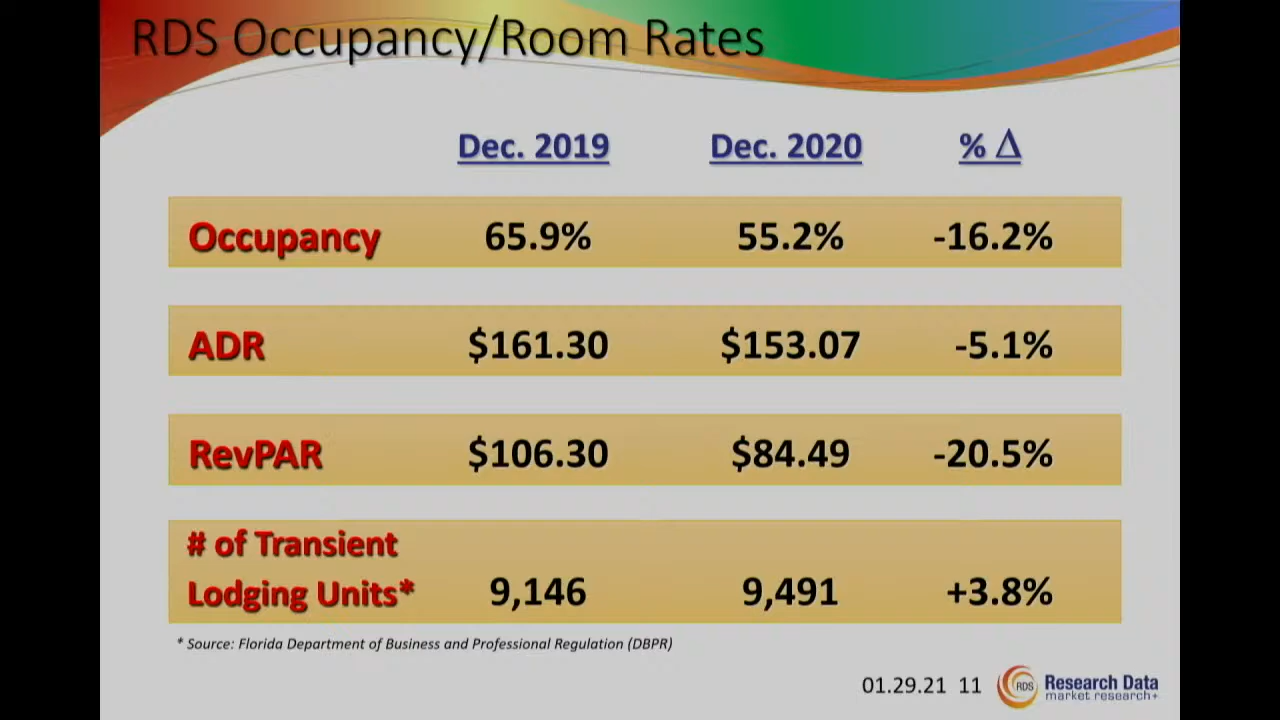 RDS Occupancy/Room Rates
Dec. 2019 Dec. 2020 % Δ
Occupancy 65.9% 55.2% -16.2%
ADR $161.30 $153.07 -5.1%
RevPAR $106.30 $84.49 -20.5%
# of Transient
Lodging Units* 9,146 9,491 +3.8%
* Source: Florida Department of Business and Professional Regulation (DBPR)
01.29.21 11 RDS Research Data
market research+